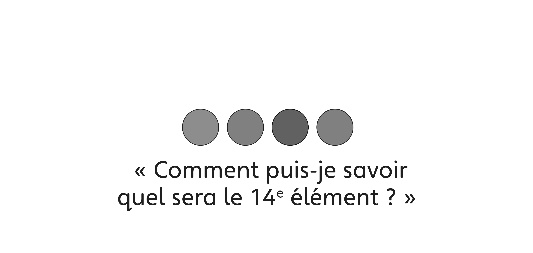 « Comment puis-je savoir
quel sera le 14ᵉ élément ? »